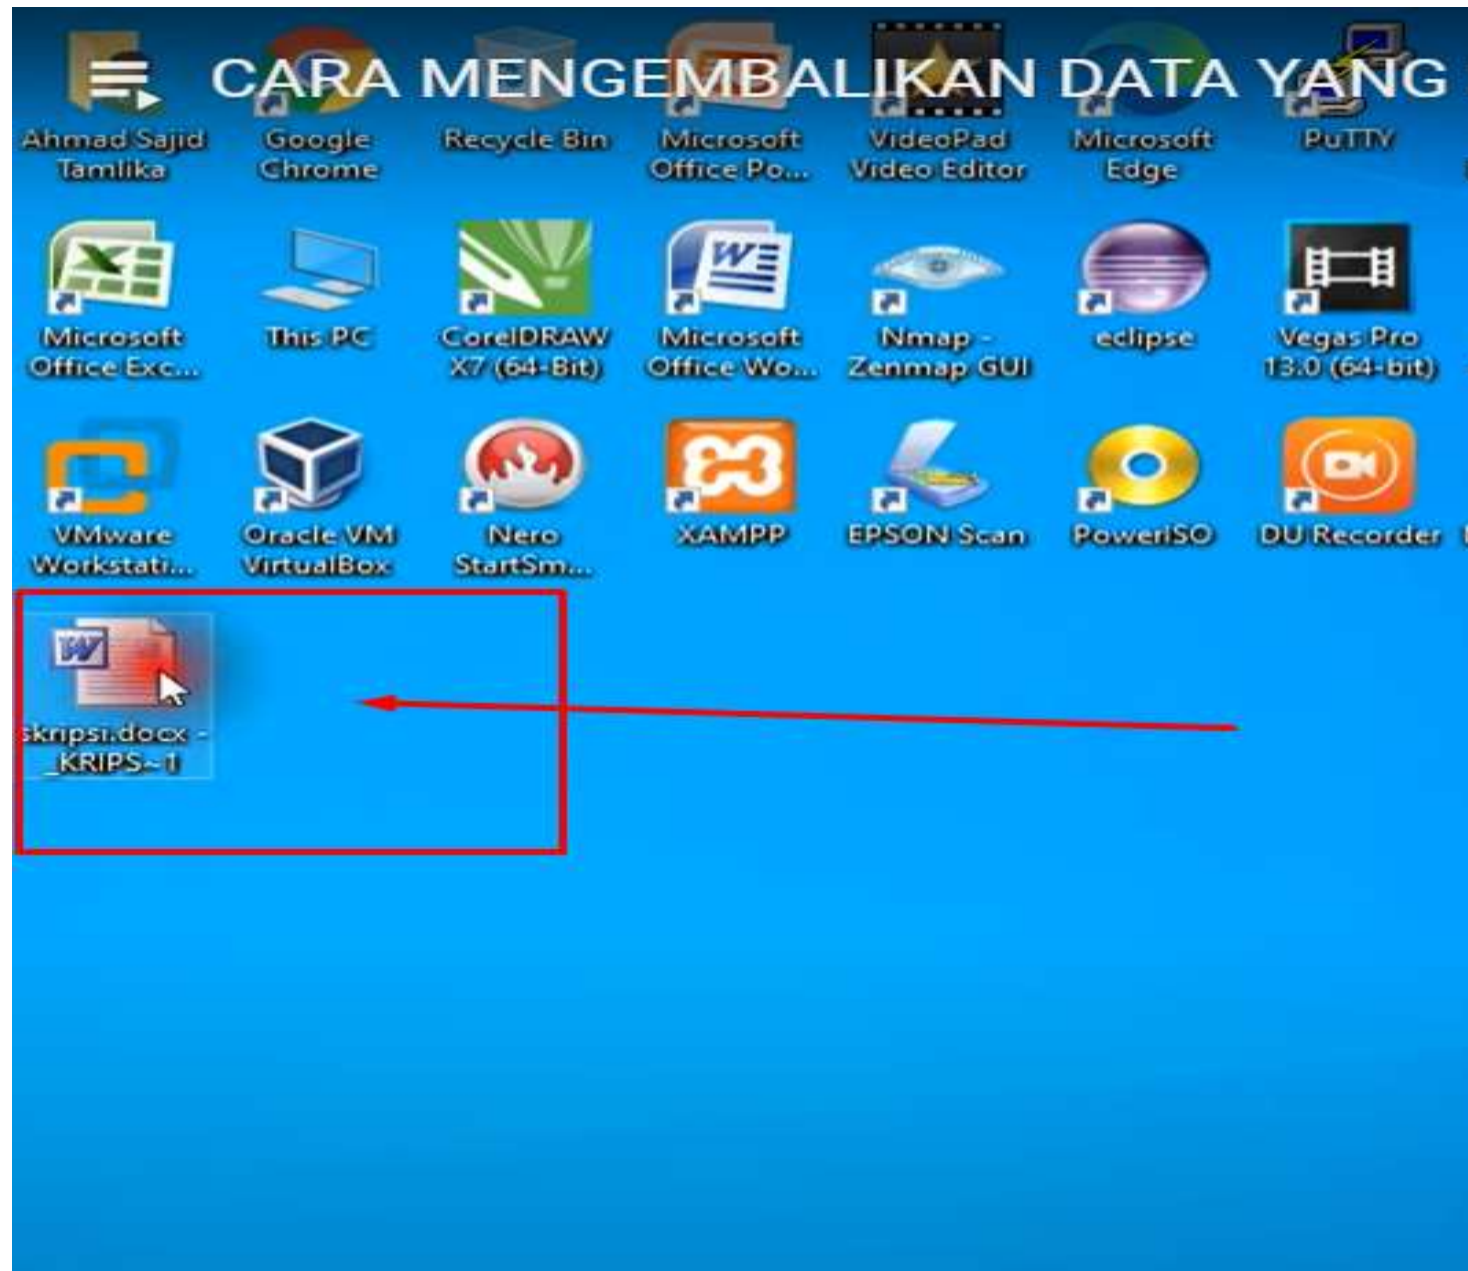 CARA MENGEMBALIKAN DATA YANG
Ahmad Sajid
Tamlika
Google
Chrome
Recycle Bin
Microsoft
Office Po...
VideoPad
Video Editor
Microsoft
Edge
PuTTY
Microsoft
Office Exc...
This PC
CorelDRAW
X7 (64-Bit)
Microsoft
Office Wo...
Nmap -
Zenmap GUI
eclipse
Vegas Pro
13.0 (64-bit)
VMware
Workstati...
Oracle VM
VirtualBox
Nero
StartSm...
XAMPP
EPSON Scan
PowerISO
DU Recorder
skripsi.docx -
_KRIPS~1